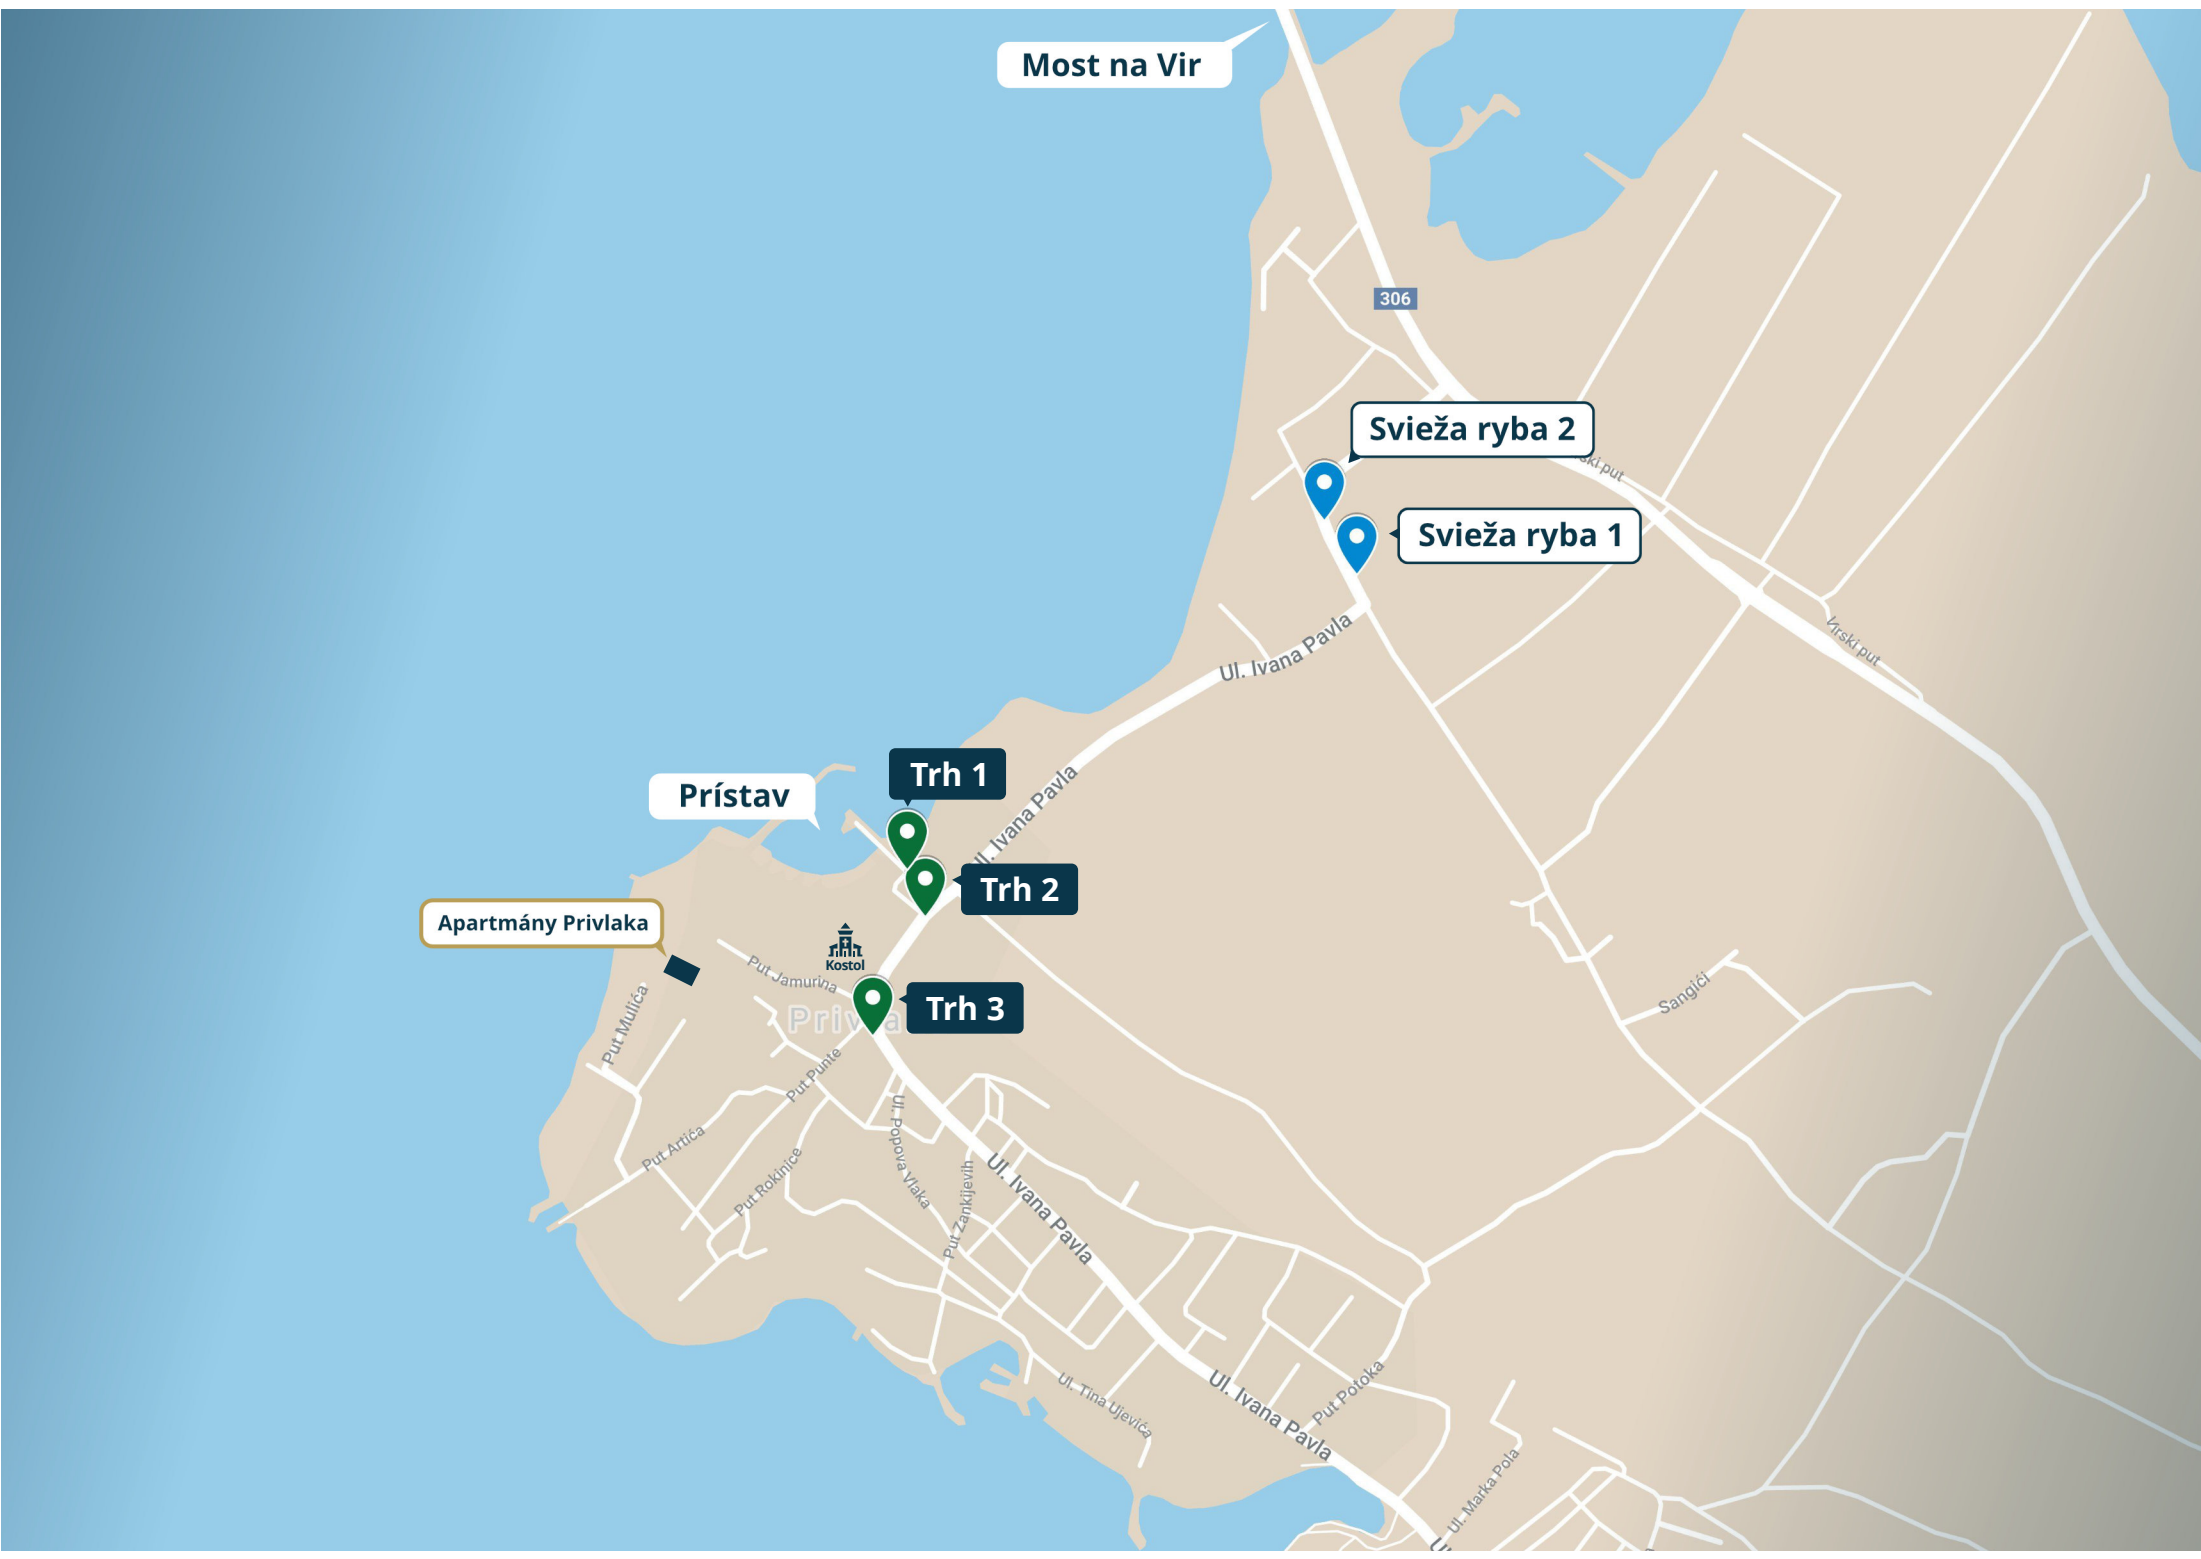 Most na Vir
306
Svieža ryba 2
Svieža ryba 1
Virski put
Ul. Ivana Pavla
Ul. Ivana Pavla
Trh 1
Prístav
Trh 2
Apartmány Privlaka
Kostol
Put Jamurina
Trh 3
Put Mulića
Sangići
Put Punte
Put Artića
Put Rokinice
Ul. Popova Vlaka
Put Zankijevih
Ul. Ivana Pavla
Ul. Tina Ujevića
Ul. Ivana Pavla
Put Potoka
Ul. Marka Pola